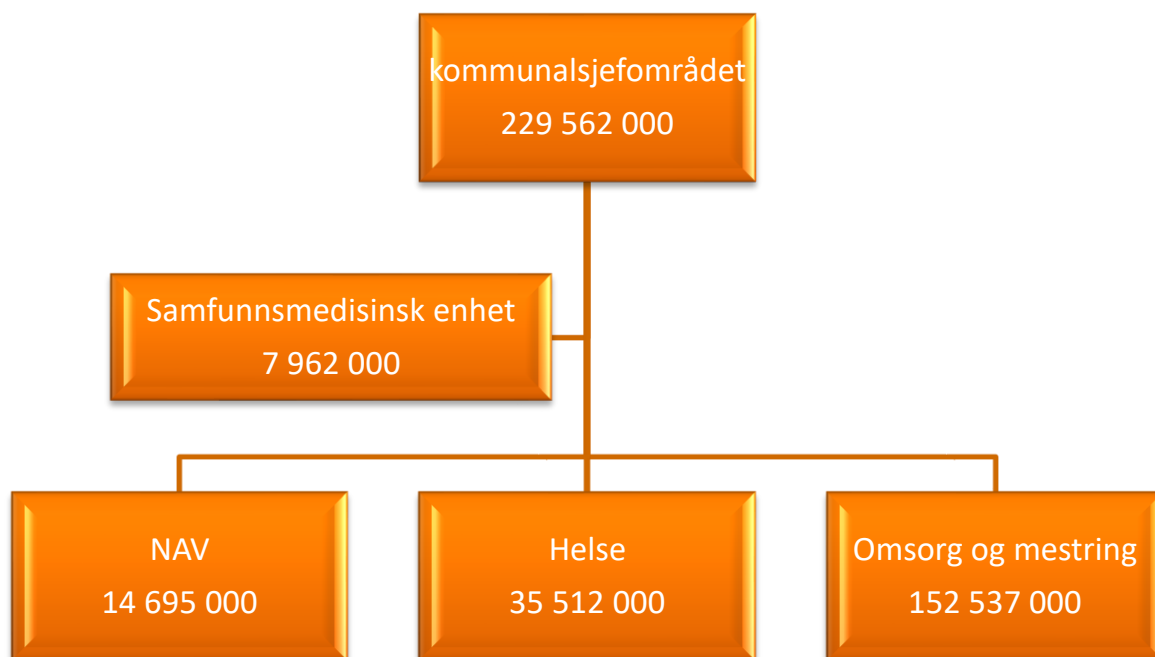 kommunalsjefområdet
229 562 000
Samfunnsmedisinsk enhet
7 962 000
NAV
14 695 000
Helse
35 512 000
Omsorg og mestring
152 537 000